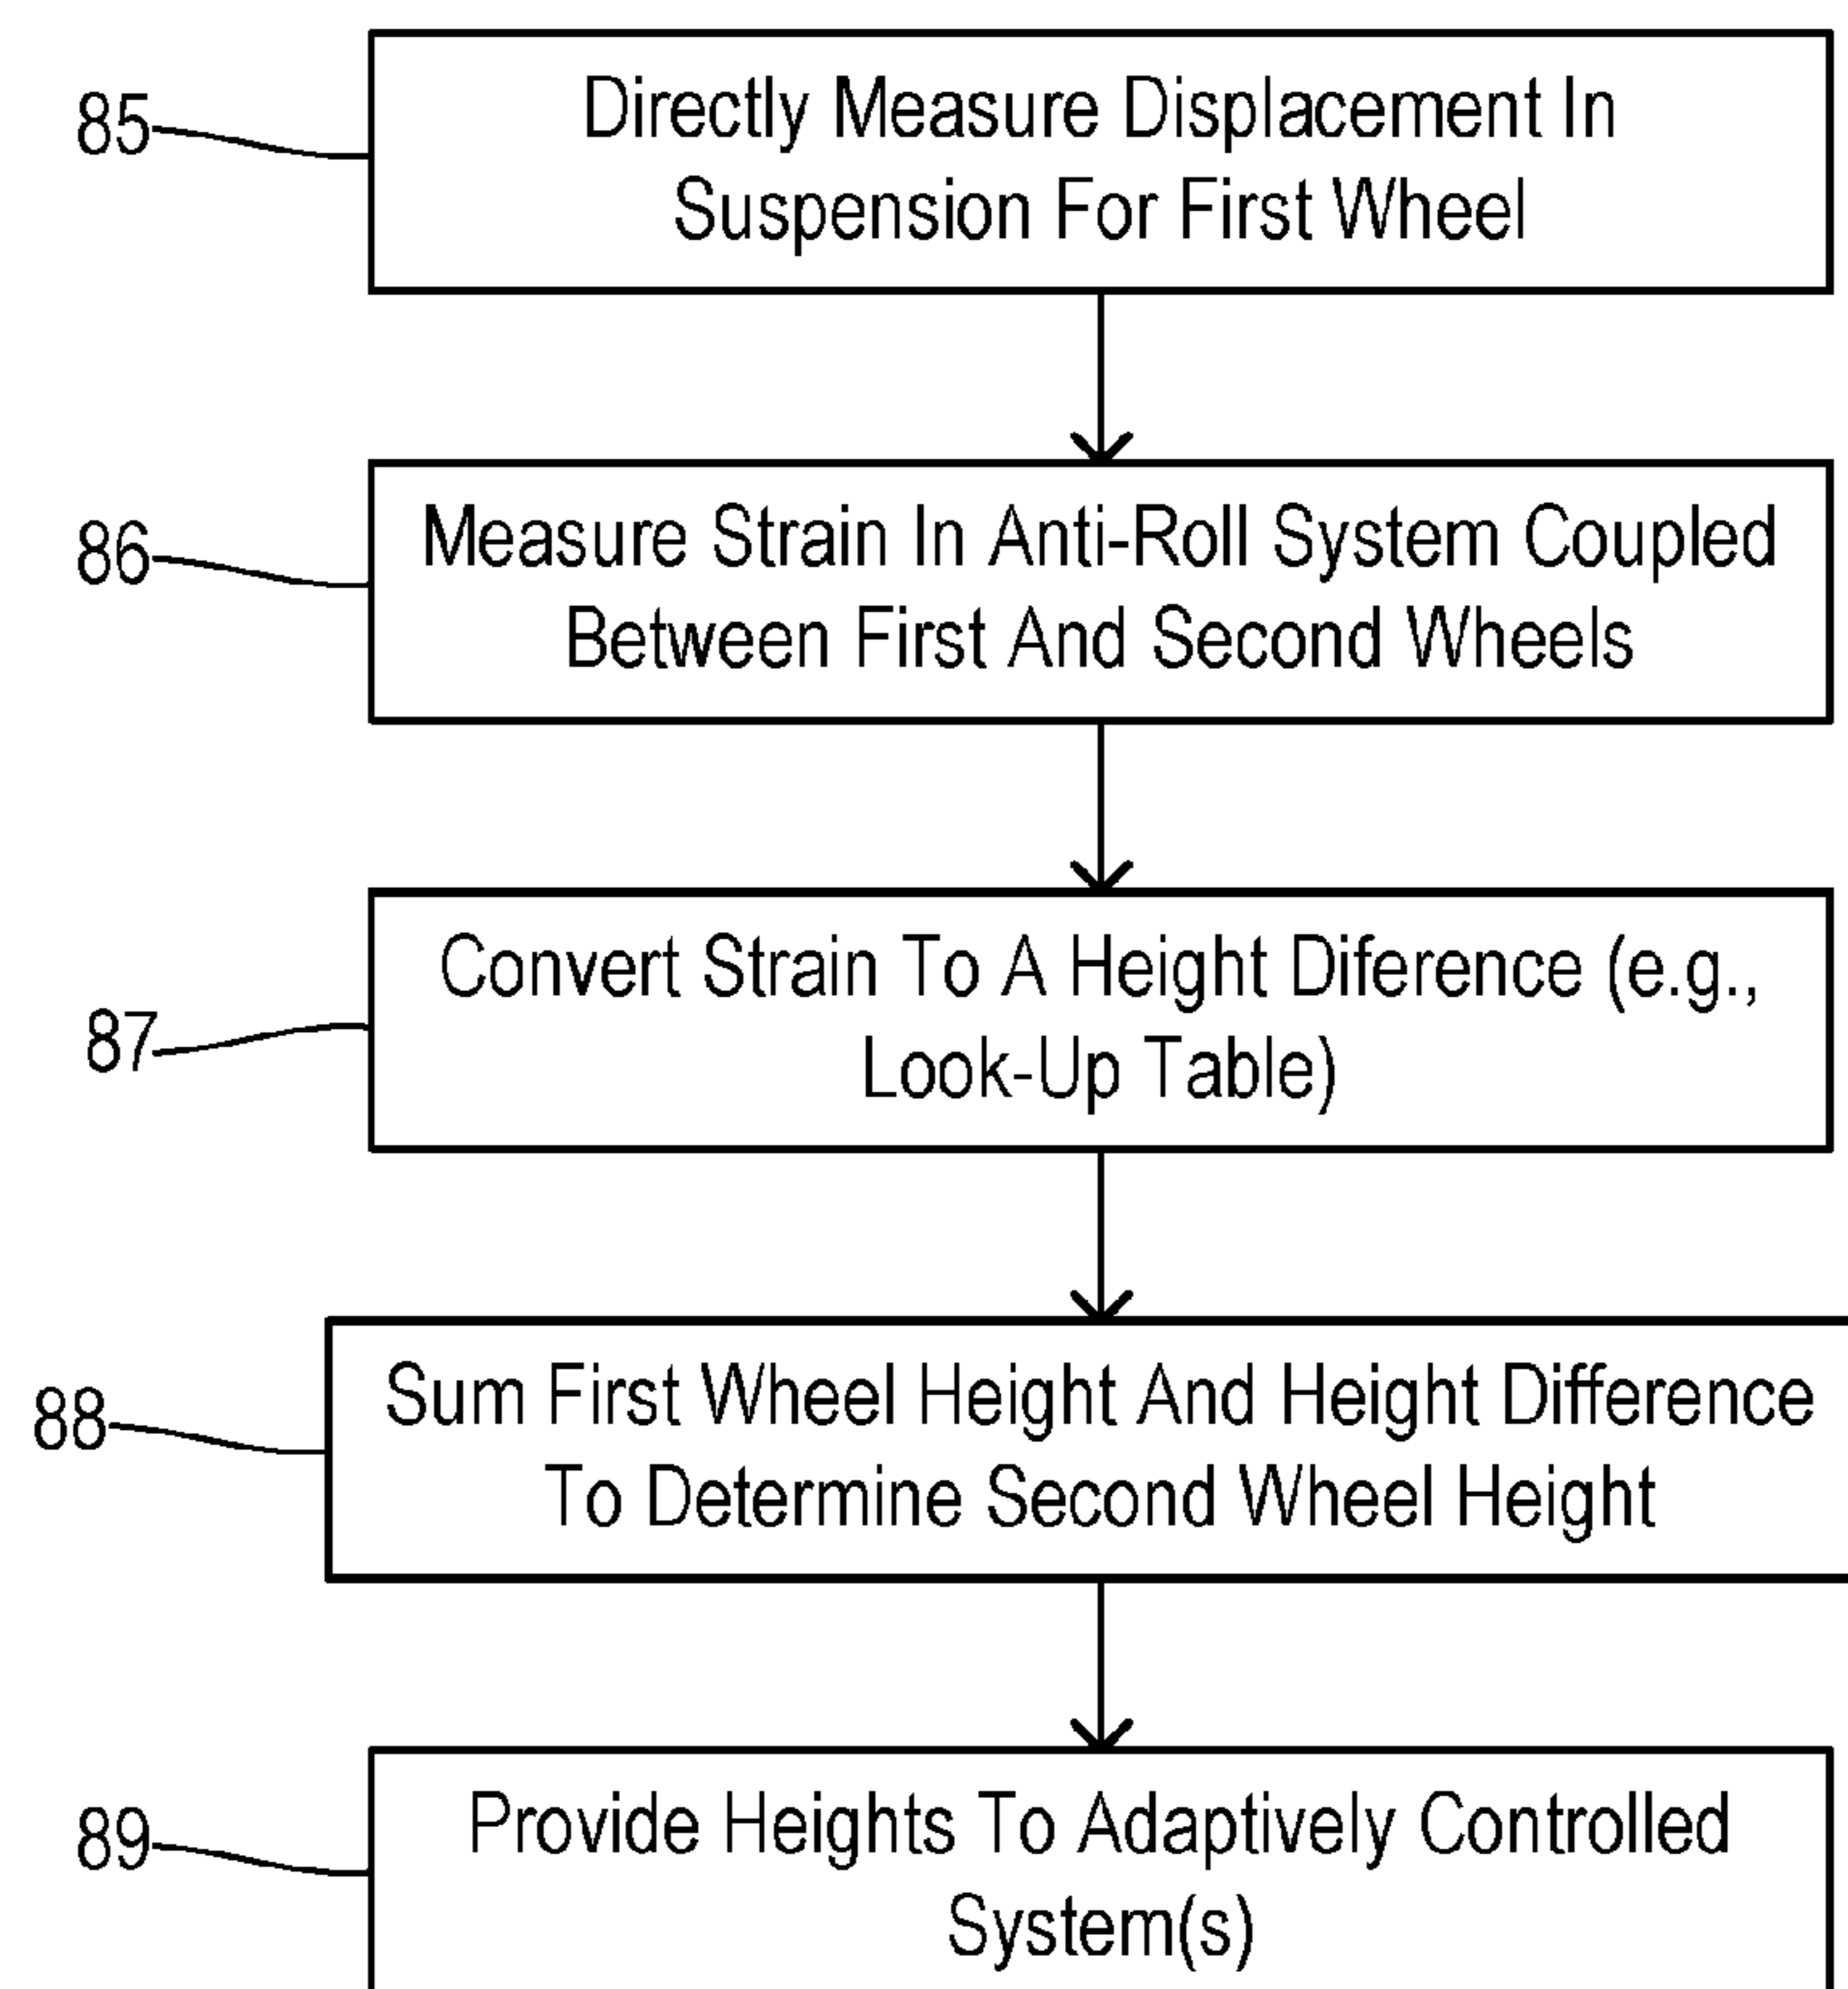 85
Directly Measure Displacement In
Suspension For First Wheel
86
Measure Strain In Anti-Roll System Coupled
Between First And Second Wheels
87
Convert Strain To A Height Diference (e.g.,
Look-Up Table)
88
Sum First Wheel Height And Height Difference
To Determine Second Wheel Height
89
Provide Heights To Adaptively Controlled
System(s)